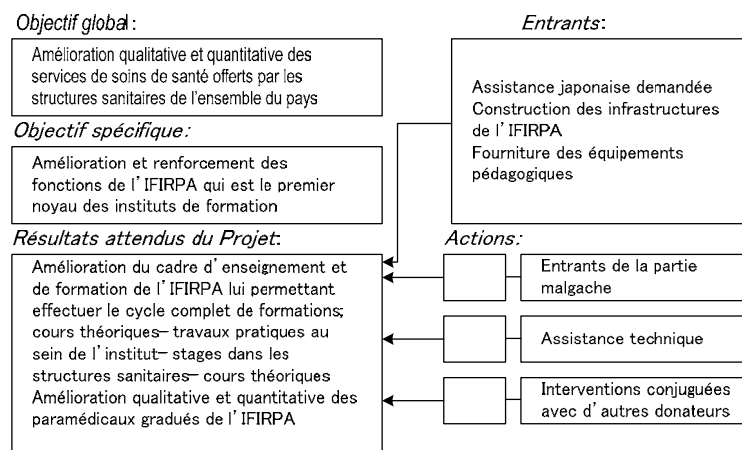 Objectif global :
Amélioration qualitative et quantitative des
services de soins de santé offerts par les
structures sanitaires de l'ensemble du pays
Objectif spécifique :
Amélioration et renforcement des
fonctions de l'IFIRPA qui est le premier
noyau des instituts de formation
Résultats attendus du Projet:
Amélioration du cadre d'enseignement et
de formation de l'IFIRPA lui permettant
effectuer le cycle complet de formations;
cours théoriques– travaux pratiques au
sein de l'institut– stages dans les
structures sanitaires– cours théoriques
Amélioration qualitative et quantitative des
paramédicaux gradués de l'IFIRPA
Entrants:
Assistance japonaise demandée
Construction des infrastructures
de l'IFIRPA
Fourniture des équipements
pédagogiques
Actions:
Entrants de la partie
malgache
Assistance technique
Interventions conjuguées
avec d'autres donateurs